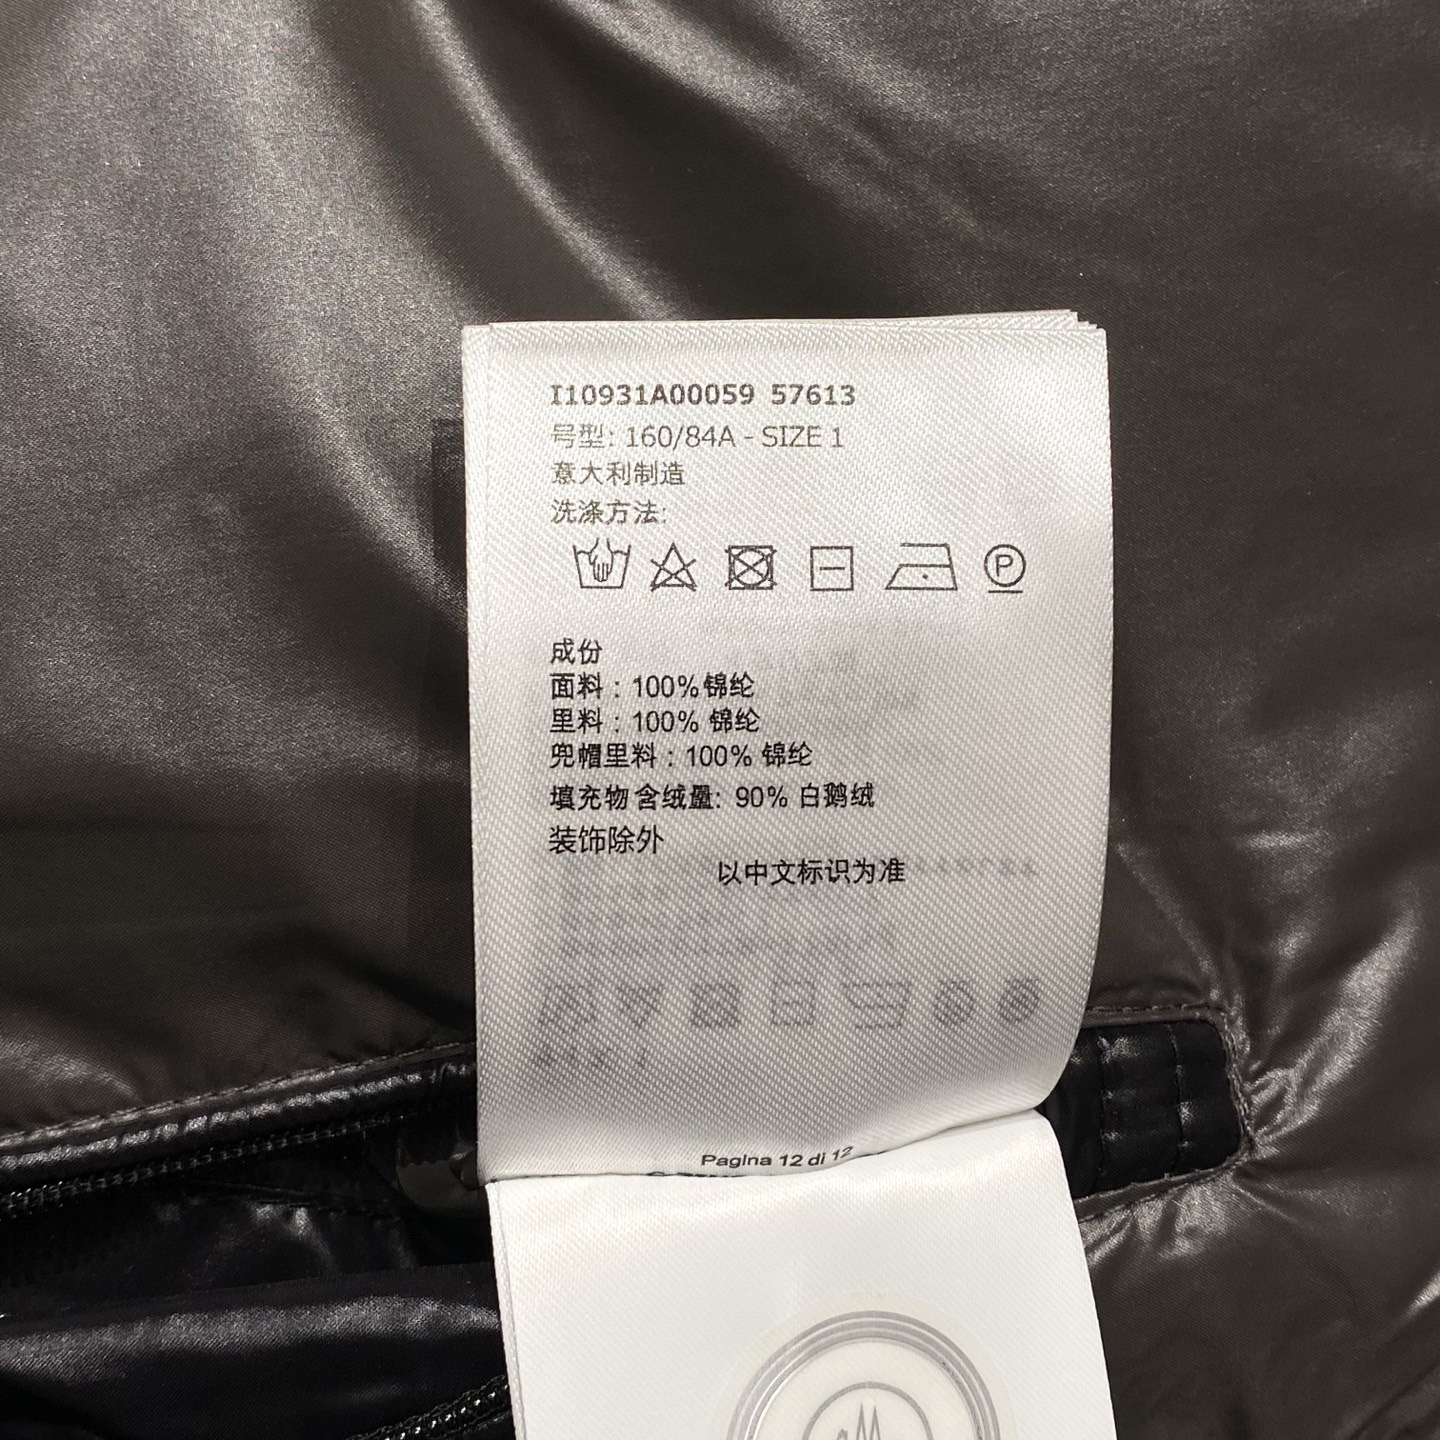 I10931A00059 57613
号型: 160/84A - SIZE 1
意大利制造
洗涤方法:
P
成份
面料 : 100% 锦纶
里料 : 100% 锦纶
兜帽里料 : 100% 锦纶
填充物 含绒量: 90% 白鹅绒
装饰除外
以中文标识为准
Pagina 12 di 12